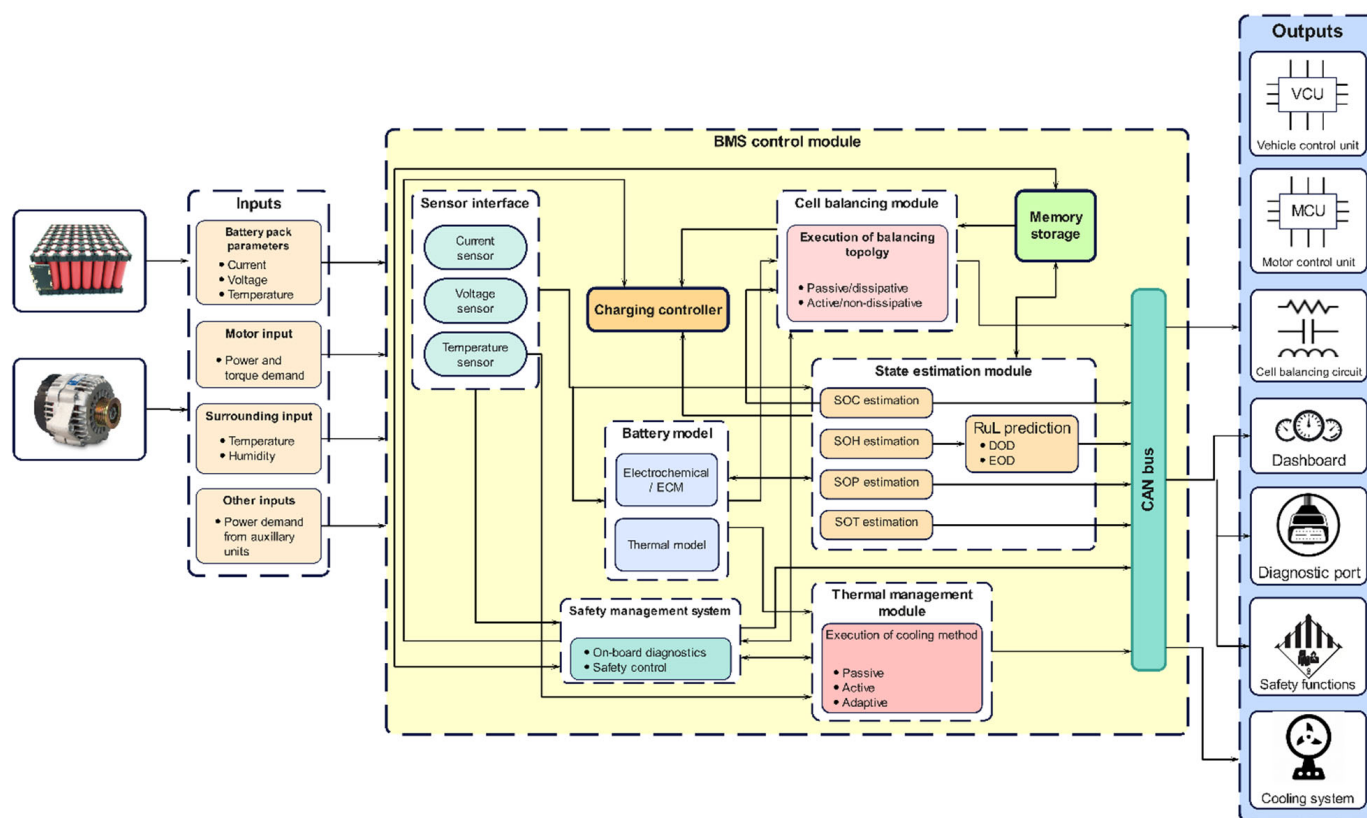 Inputs
Battery pack
parameters
• Current
• Voltage
• Temperature
Motor input
• Power and
torque demand
Surrounding input
• Temperature
• Humidity
Other inputs
• Power demand
from auxillary
units
BMS control module
Sensor interface
Current
sensor
Voltage
sensor
Temperature
sensor
Charging controller
Cell balancing module
Execution of balancing
topolgy
• Passive/dissipative
• Active/non-dissipative
Memory
storage
Battery model
Electrochemical
/ ECM
Thermal model
State estimation module
SOC estimation
SOH estimation
SOP estimation
SOT estimation
RuL prediction
• DOD
• EOD
Safety management system
• On-board diagnostics
• Safety control
Thermal management
module
Execution of cooling method
• Passive
• Active
• Adaptive
CAN bus
Outputs
VCU
Vehicle control unit
MCU
Motor control unit
Cell balancing circuit
Dashboard
Diagnostic port
9
Safety functions
Cooling system